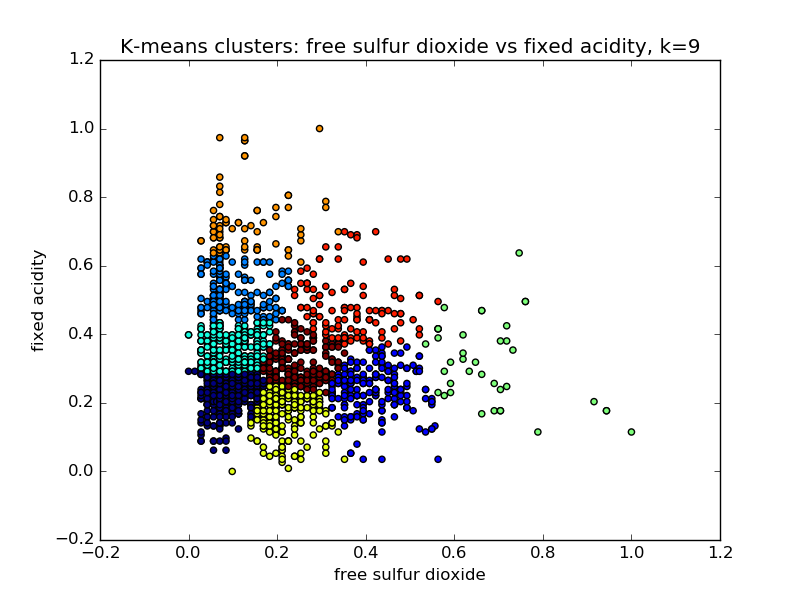 K-means clusters: free sulfur dioxide vs fixed acidity, k=9
1.2
1.0
0.8
0.6
0.4
0.2
0.0
−0.2
fixed acidity
−0.2 0.0 0.2 0.4 0.6 0.8 1.0 1.2
free sulfur dioxide